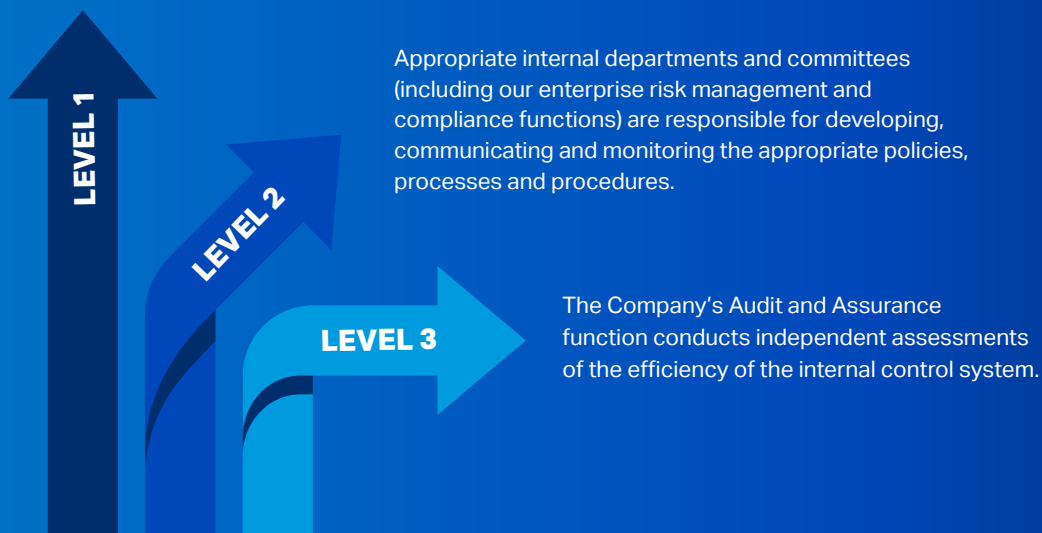 LEVEL 1
Appropriate internal departments and committees
(including our enterprise risk management and
compliance functions) are responsible for developing,
communicating and monitoring the appropriate policies,
processes and procedures.
LEVEL 2
The Company’s Audit and Assurance
function conducts independent assessments
of the efficiency of the internal control system.
LEVEL 3